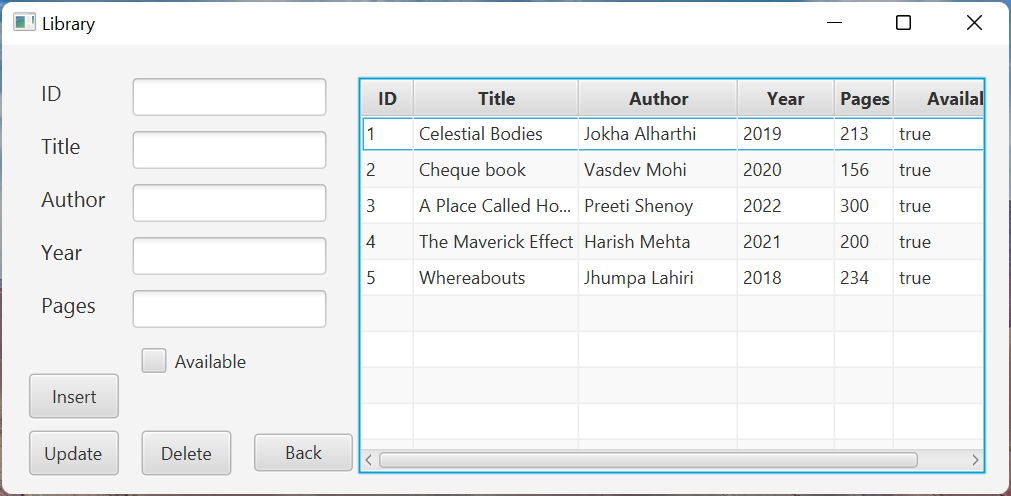 Library
ID
Title
Author
Year
Pages
Available
Insert
Update Delete Back
ID Title Author Year Pages Availal
1 Celestial Bodies Jokha Alharthi 2019 213 true
2 Cheque book Vasdev Mohi 2020 156 true
3 A Place Called Ho... Preeti Shenoy 2022 300 true
4 The Maverick Effect Harish Mehta 2021 200 true
5 Whereabouts Jhumpa Lahiri 2018 234 true